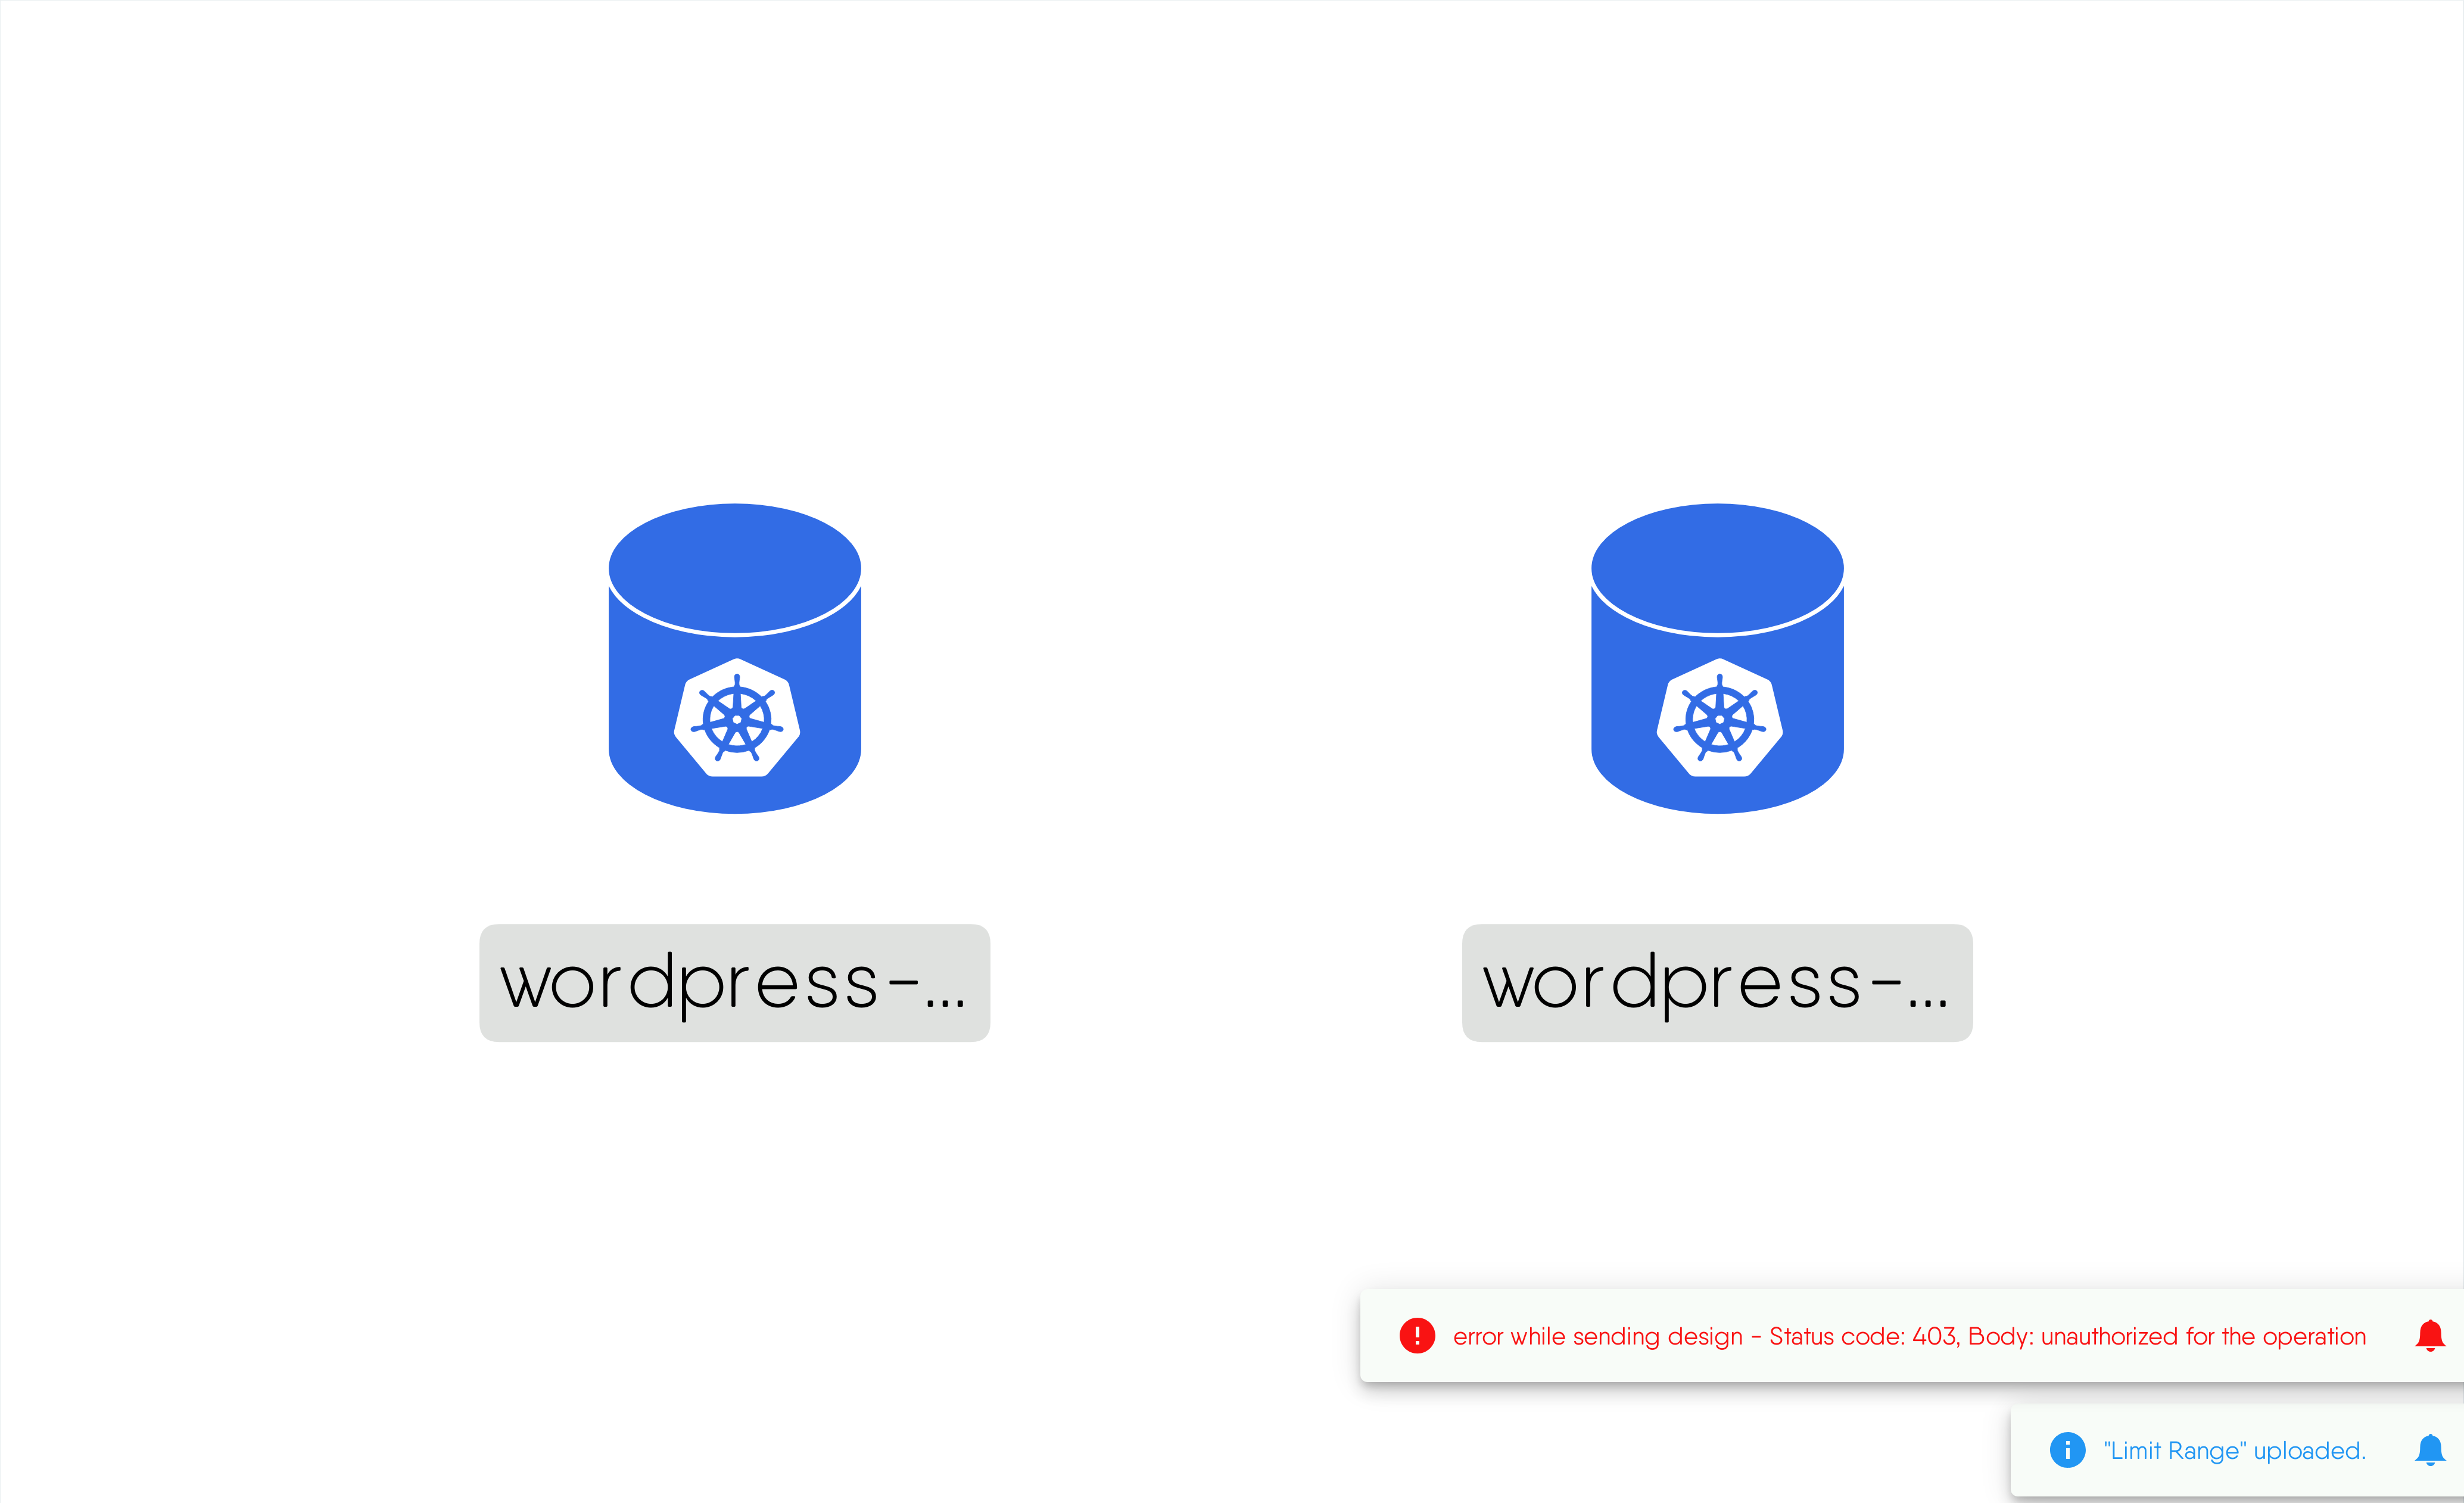 wordpress-...
wordpress-...
error while sending design - Status code: 403, Body: unauthorized for the operation
"Limit Range" uploaded.